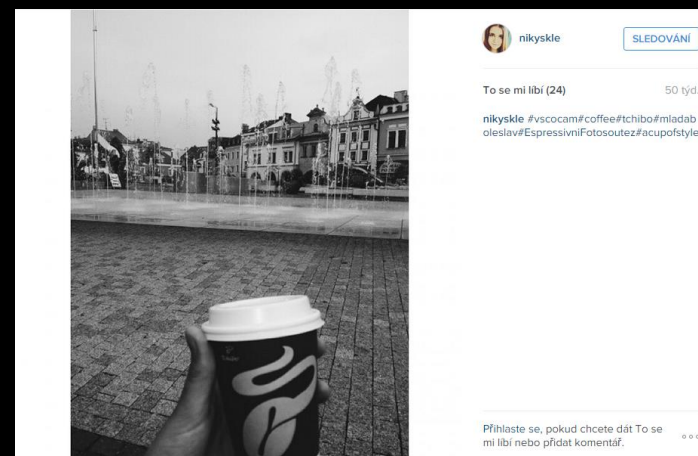 nikyskle
SLEDOVÁNÍ
To se mi líbí (24)
50 týd.
nikyskle #vscocam#coffee#tchibo#mladab
oleslav#EspressivniFotosoutez#acupofstyle
Přihlaste se, pokud chcete dát To se
mi líbí nebo přidat komentář.